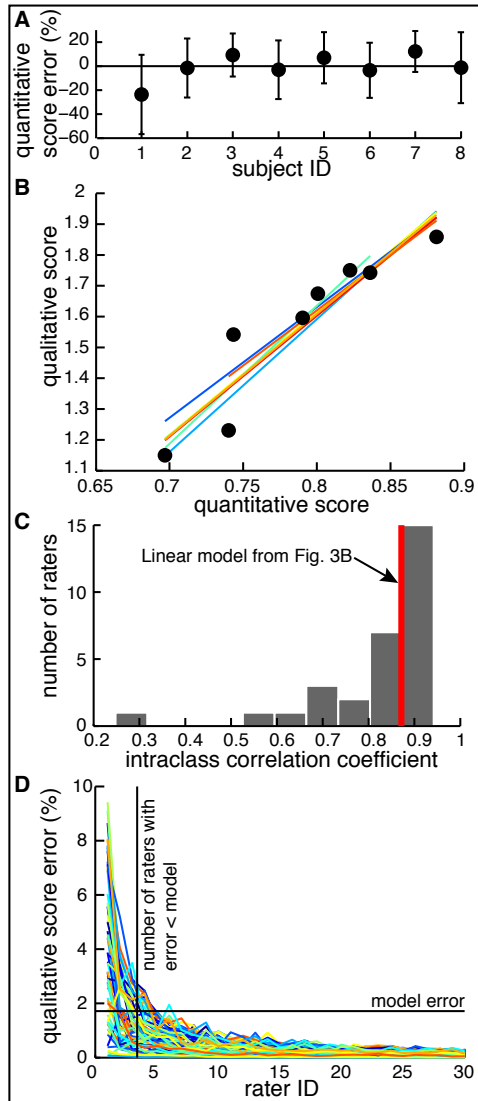 A
quantitative
score error (%)
20
0
−20
−40
−60
0 1 2 3 4 5 6 7 8
subject ID
B
qualitative score
2
1.9
1.8
1.7
1.6
1.5
1.4
1.3
1.2
1.1
0.65 0.7 0.75 0.8 0.85 0.9
quantitative score
C
number of raters
15
10
5
0
Linear model from Fig. 3B
0.2 0.3 0.4 0.5 0.6 0.7 0.8 0.9 1
intraclass correlation coefficient
D
qualitative score error (%)
10
8
6
4
2
0
number of raters with
error < model
model error
0 5 10 15 20 25 30
rater ID